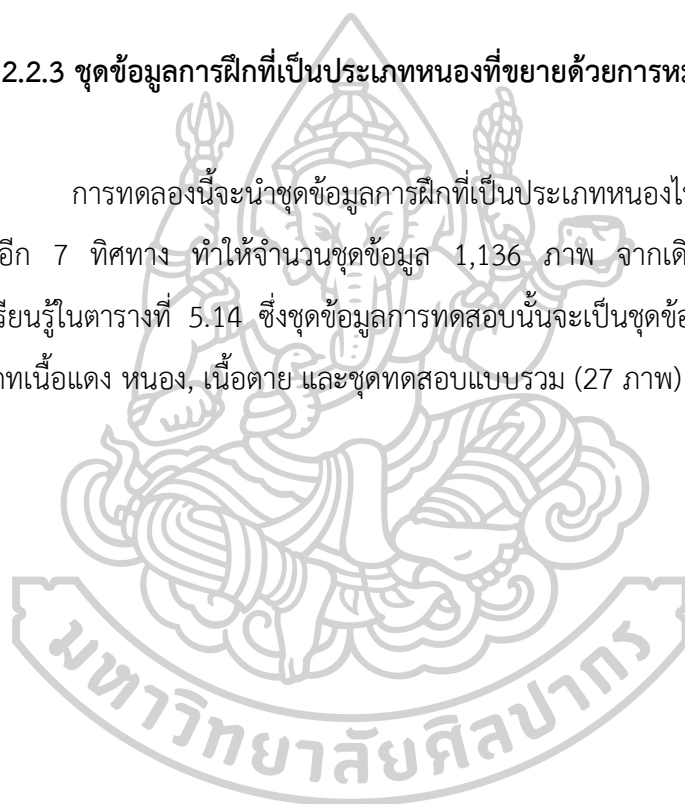 2.2.3 ชุดข้อมูลการฝึกที่เป็นประเภทหนองที่ขยายด้วยการหม
การทดลองนี้จะนำชุดข้อมูลการฝึกที่เป็นประเภทหนองไป
อีก 7 ทิศทาง ทำให้จำนวนชุดข้อมูล 1,136 ภาพ จากเดิ
รียนรู้ในตารางที่ 5.14 ซึ่งชุดข้อมูลการทดสอบนั้นจะเป็นชุดข้อ
าทเนื้อแดง หนอง, เนื้อตาย และชุดทดสอบแบบรวม (27 ภาพ)
มหาวิทยาลัยศิลปากร